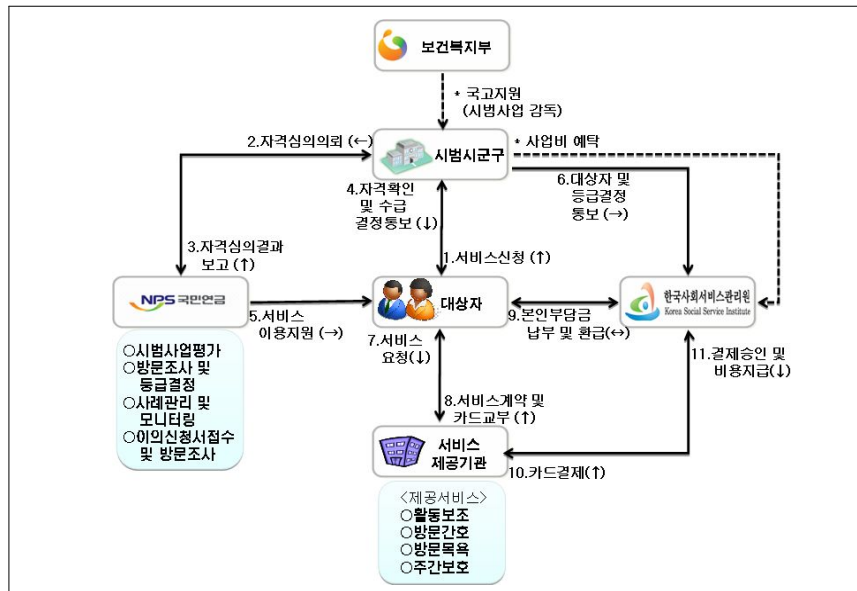 보건복지부
* 국고지원
(시범사업 감독)
2.자격심의의뢰 (←)
시범시군구
* 사업비 예탁
4.자격확인
및 수급
결정통보 (↓)
6.대상자 및
등급결정
통보 (→)
3.자격심의결과
보고 (↑)
1.서비스신청 (↑)
NPS 국민연금
5.서비스
이용지원 (→)
대상자
9.본인부담금
납부 및 환급(↔)
한국사회서비스관리원
Korea Social Service Institute
○시범사업평가
○방문조사 및
등급결정
○사례관리 및
모니터링
○이의신청서접수
및 방문조사
7.서비스
요청(↓)
11.결제승인 및
비용지급(↓)
8.서비스계약 및
카드교부 (↑)
서비스
제공기관
10.카드결제(↑)
<제공서비스>
○활동보조
○방문간호
○방문목욕
○주간보호